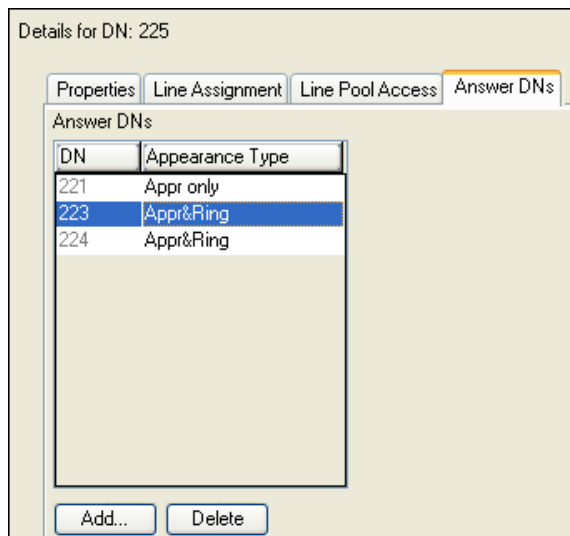 Details for DN: 225
Properties Line Assignment Line Pool Access Answer DNs
Answer DNs
DN Appearance Type
221 Appr only
223 Appr&Ring
224 Appr&Ring
Add... Delete